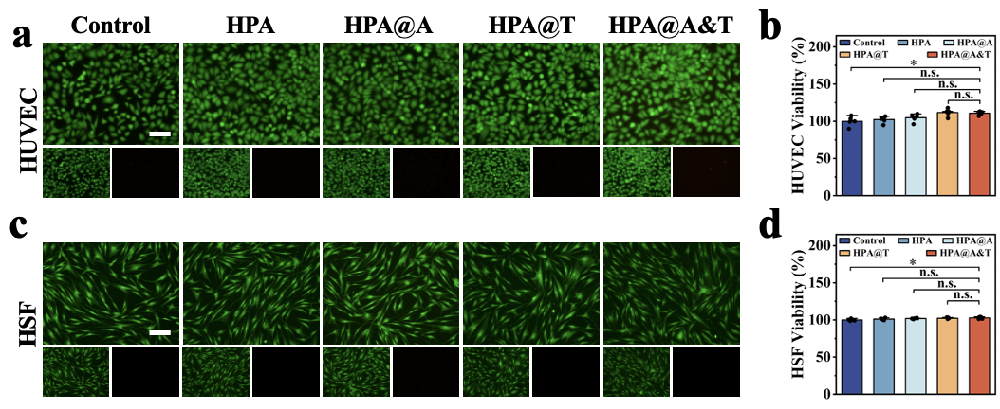 a
Control HPA HPA@A HPA@T HPA@A&T
HUVEC
b
HUVEC Viability (%)
200
150
100
50
0
Control HPA HPA@A
HPA@T HPA@A&T
*
n.s.
n.s.
n.s.
c
HSF
d
HSF Viability (%)
200
150
100
50
0
Control HPA HPA@A
HPA@T HPA@A&T
*
n.s.
n.s.
n.s.